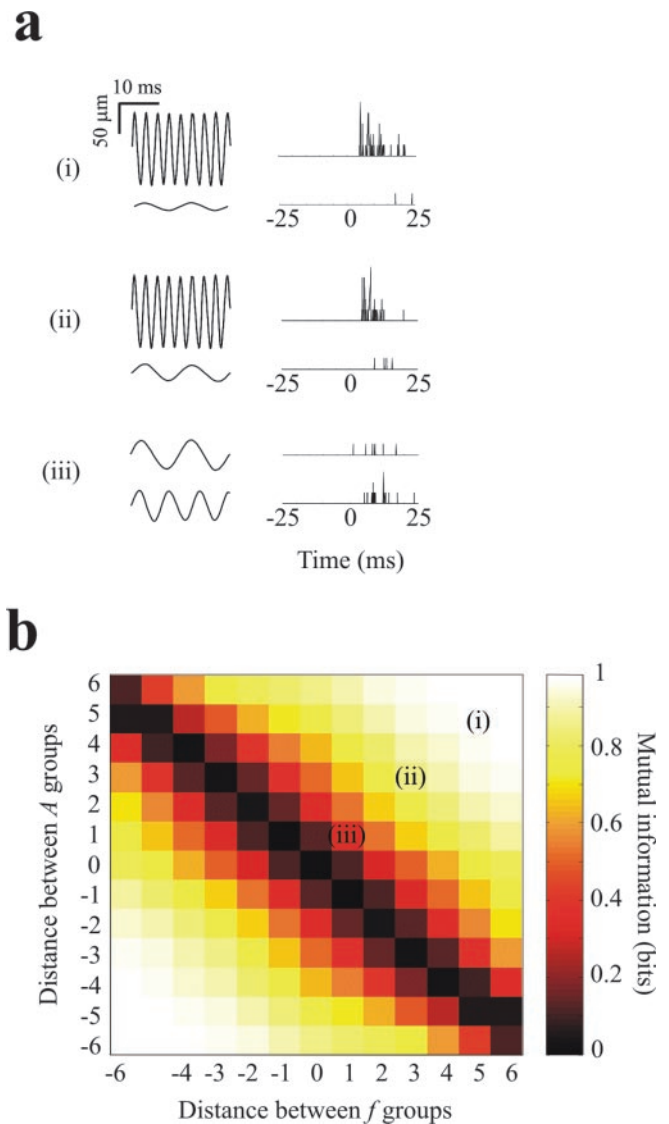 a
10 ms
50 µm
(i)
-25 0 25
(ii)
-25 0 25
(iii)
-25 0 25
Time (ms)
b
6
5
4
3
2
1
0
-1
-2
-3
-4
-5
-6
Distance between A groups
(i)
(ii)
(iii)
-6 -4 -3 -2 -1 0 1 2 3 4 5 6
Distance between f groups
1
0.8
0.6
0.4
0.2
0
Mutual information (bits)